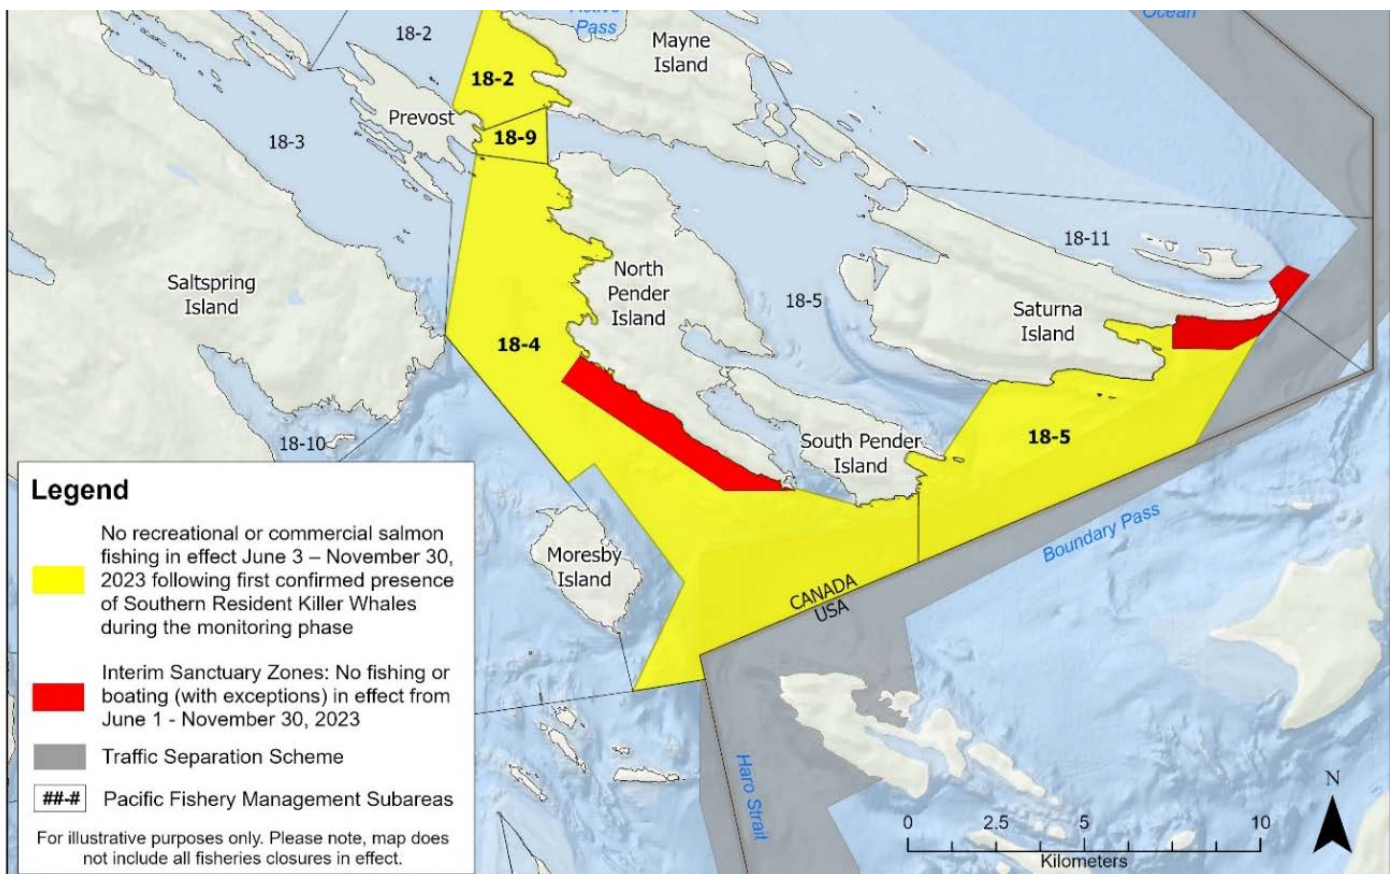 Active
Pass
Ocean
18-2
Mayne
Island
18-2
Prevost
18-9
18-3
18-11
Saltspring
Island
North
Pender
Island
18-5
Saturna
Island
18-4
18-10
South Pender
Island
18-5
Moresby
Island
Boundary Pass
CANADA
USA
Haro Strait
Legend
No recreational or commercial salmon
fishing in effect June 3 – November 30,
2023 following first confirmed presence
of Southern Resident Killer Whales
during the monitoring phase
Interim Sanctuary Zones: No fishing or
boating (with exceptions) in effect from
June 1 - November 30, 2023
Traffic Separation Scheme
##-# Pacific Fishery Management Subareas
For illustrative purposes only. Please note, map does
not include all fisheries closures in effect.
N
0 2.5 5 10
Kilometers